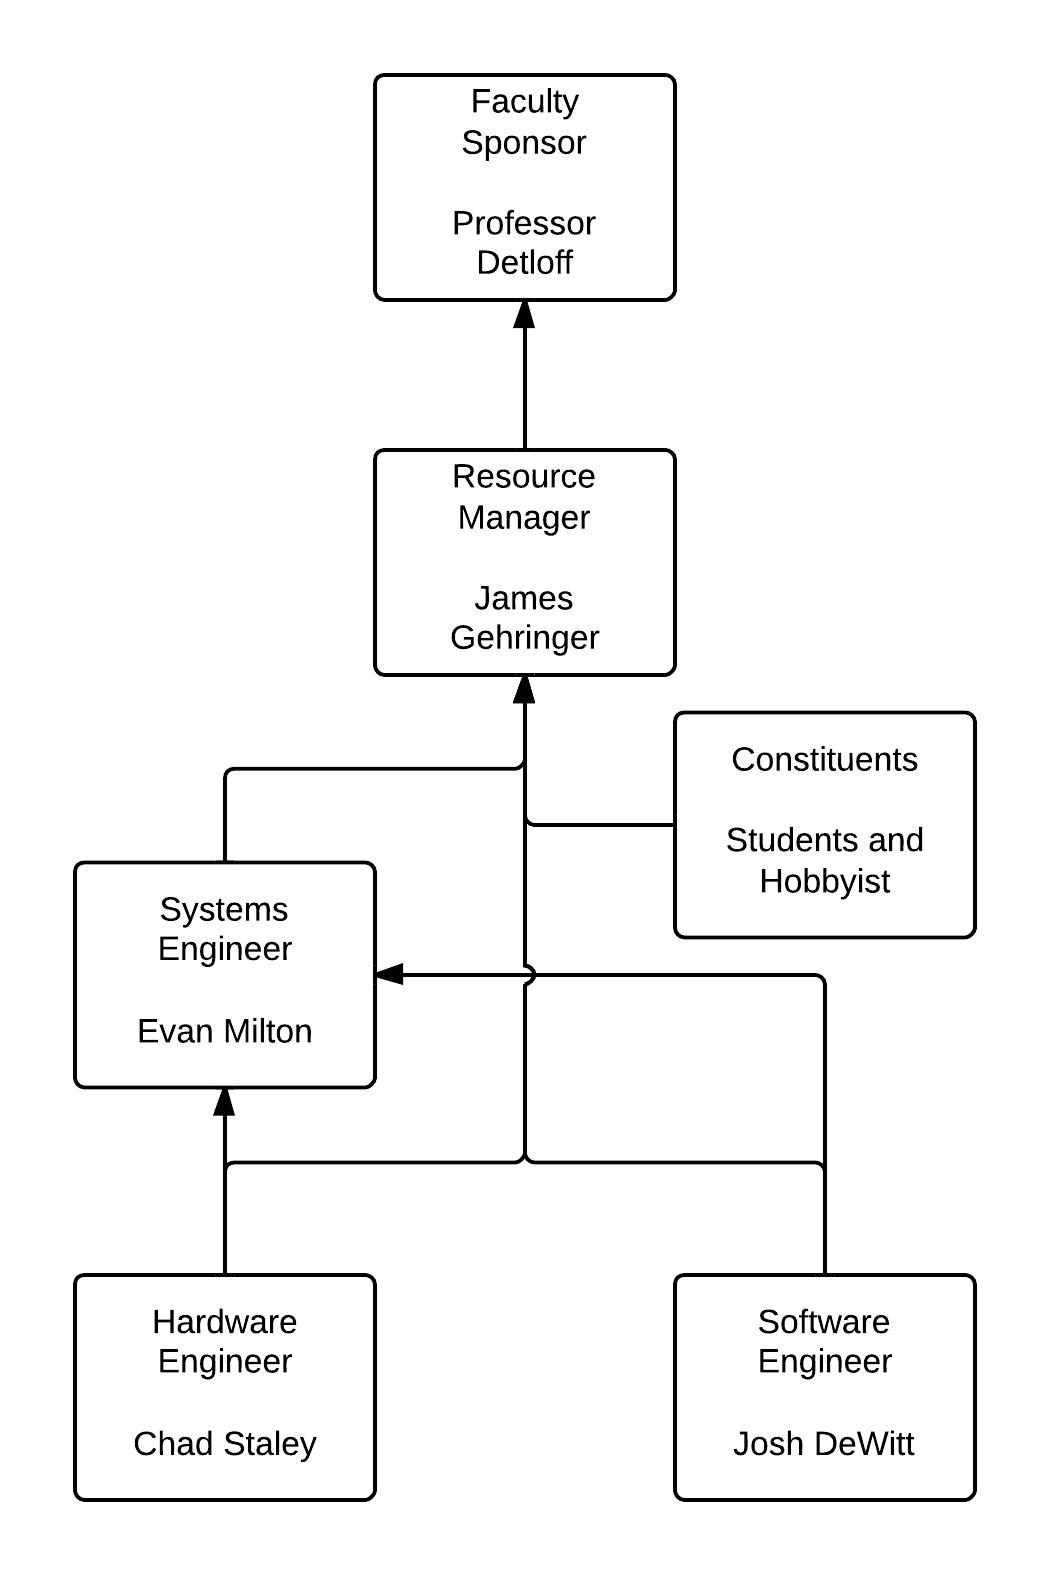 Faculty
Sponsor
Professor
Detloff
Resource
Manager
James
Gehringer
Constituents
Students and
Hobbyist
Systems
Engineer
Evan Milton
Hardware
Engineer
Chad Staley
Software
Engineer
Josh DeWitt